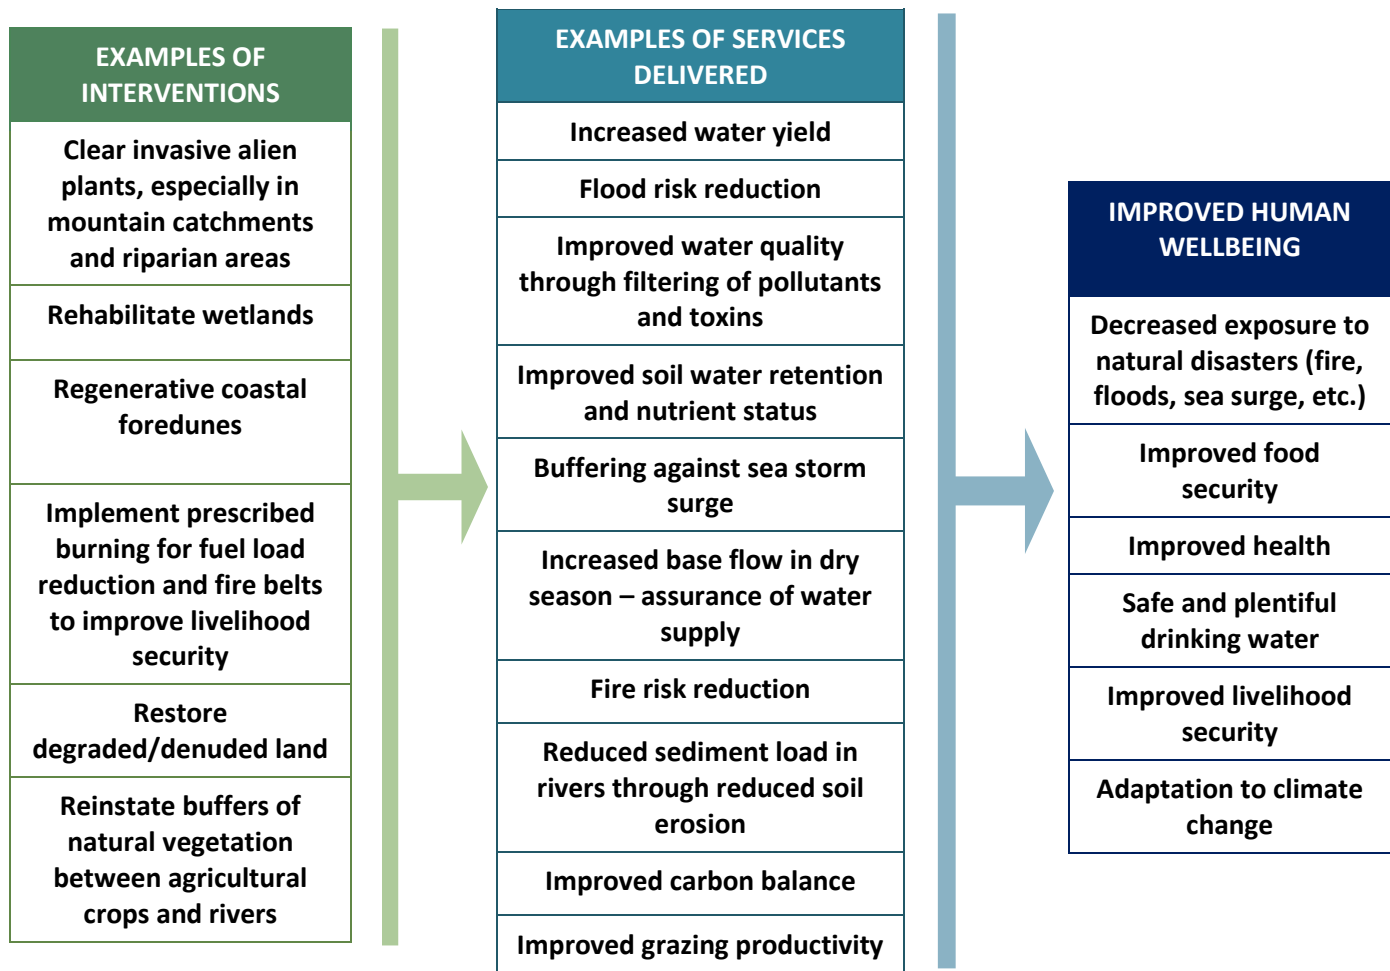 EXAMPLES OF
INTERVENTIONS
Clear invasive alien
plants, especially in
mountain catchments
and riparian areas
Rehabilitate wetlands
Regenerative coastal
foredunes
Implement prescribed
burning for fuel load
reduction and fire belts
to improve livelihood
security
Restore
degraded/denuded land
Reinstate buffers of
natural vegetation
between agricultural
crops and rivers
EXAMPLES OF SERVICES
DELIVERED
Increased water yield
Flood risk reduction
Improved water quality
through filtering of pollutants
and toxins
Improved soil water retention
and nutrient status
Buffering against sea storm
surge
Increased base flow in dry
season – assurance of water
supply
Fire risk reduction
Reduced sediment load in
rivers through reduced soil
erosion
Improved carbon balance
Improved grazing productivity
IMPROVED HUMAN
WELLBEING
Decreased exposure to
natural disasters (fire,
floods, sea surge, etc.)
Improved food
security
Improved health
Safe and plentiful
drinking water
Improved livelihood
security
Adaptation to climate
change